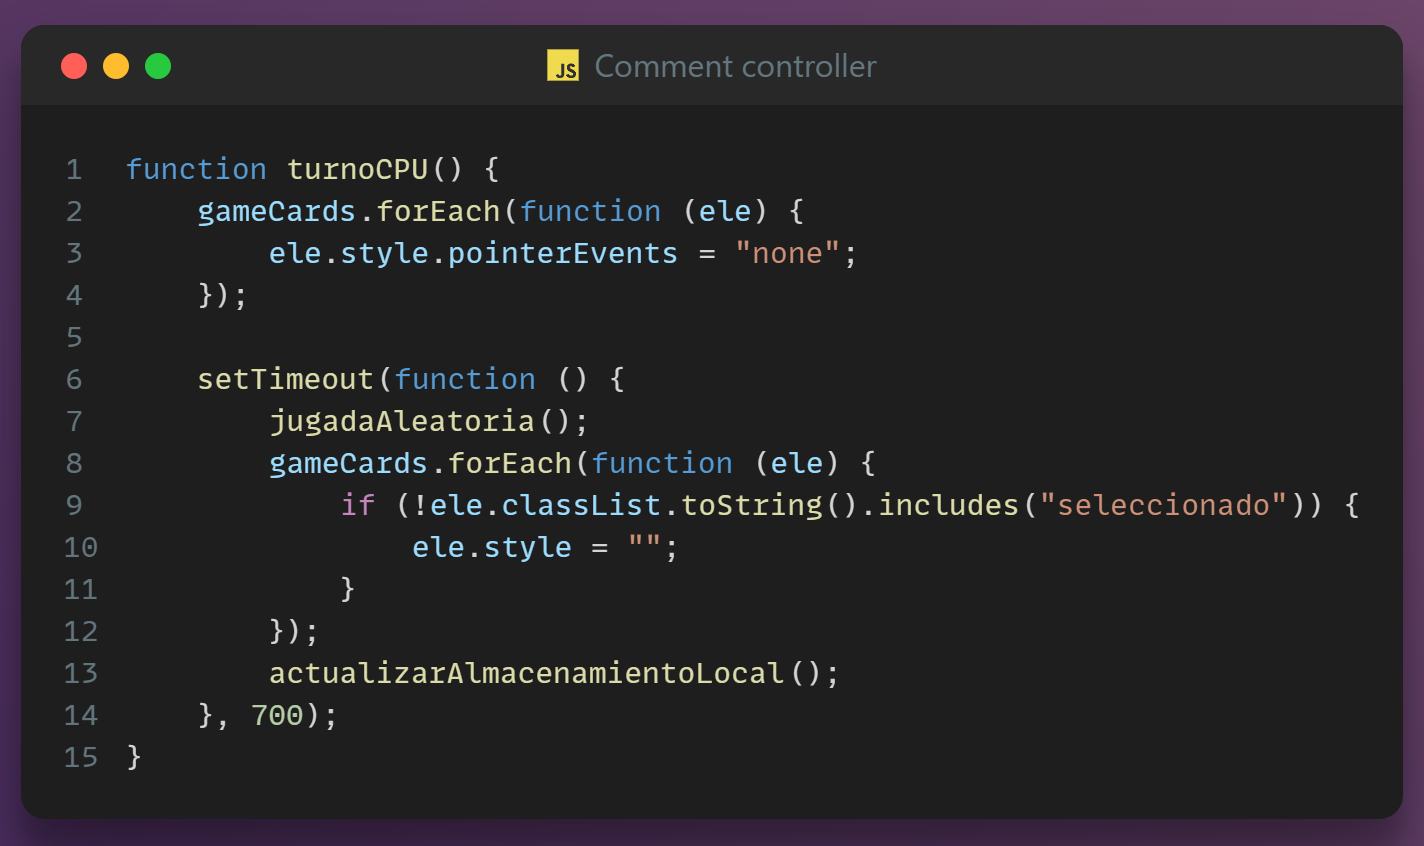 JS Comment controller
1 function turnoCPU() {
2     gameCards.forEach(function (ele) {
3         ele.style.pointerEvents = "none";
4     });
5
6     setTimeout(function () {
7         jugadaAleatoria();
8         gameCards.forEach(function (ele) {
9             if (!ele.classList.toString().includes("seleccionado")) {
10                 ele.style = "";
11             }
12         });
13         actualizarAlmacenamientoLocal();
14     }, 700);
15 }